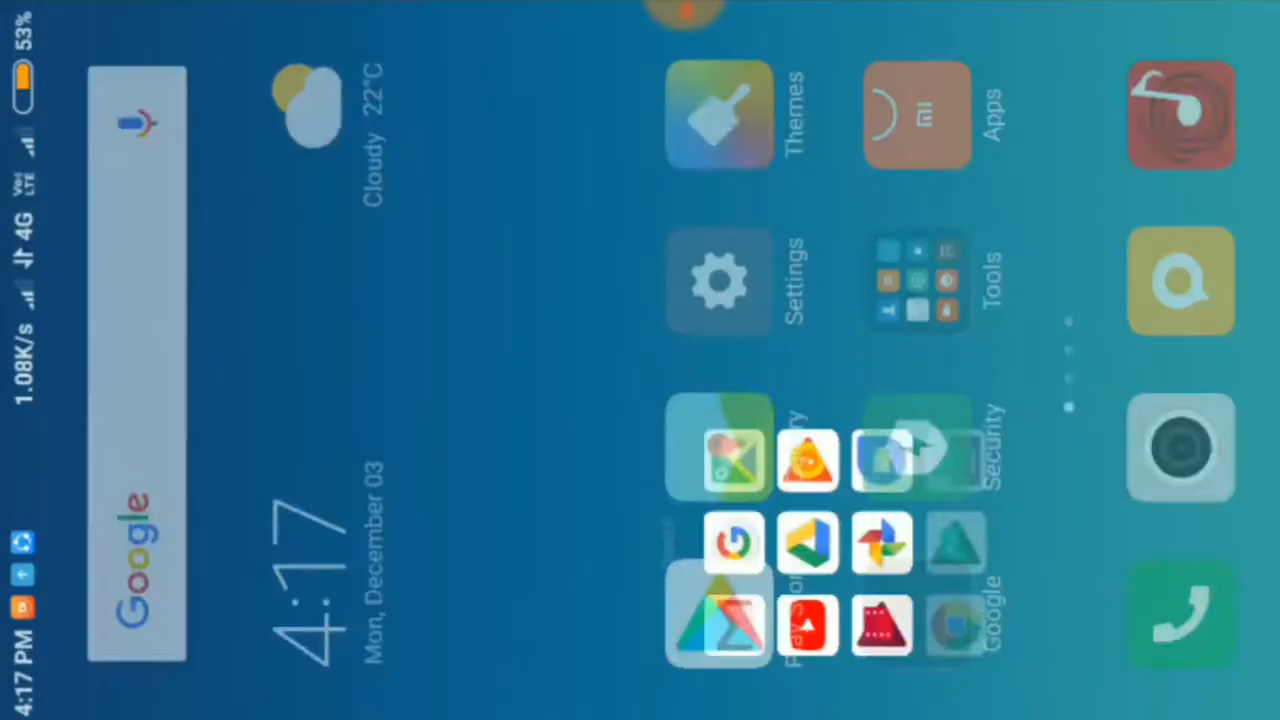 4:17 PM
1.08K/s 4G VoLTE 53%
Google
4:17
Mon, December 03
Cloudy 22°C
Settings
Themes
Google
Security
Tools
Apps